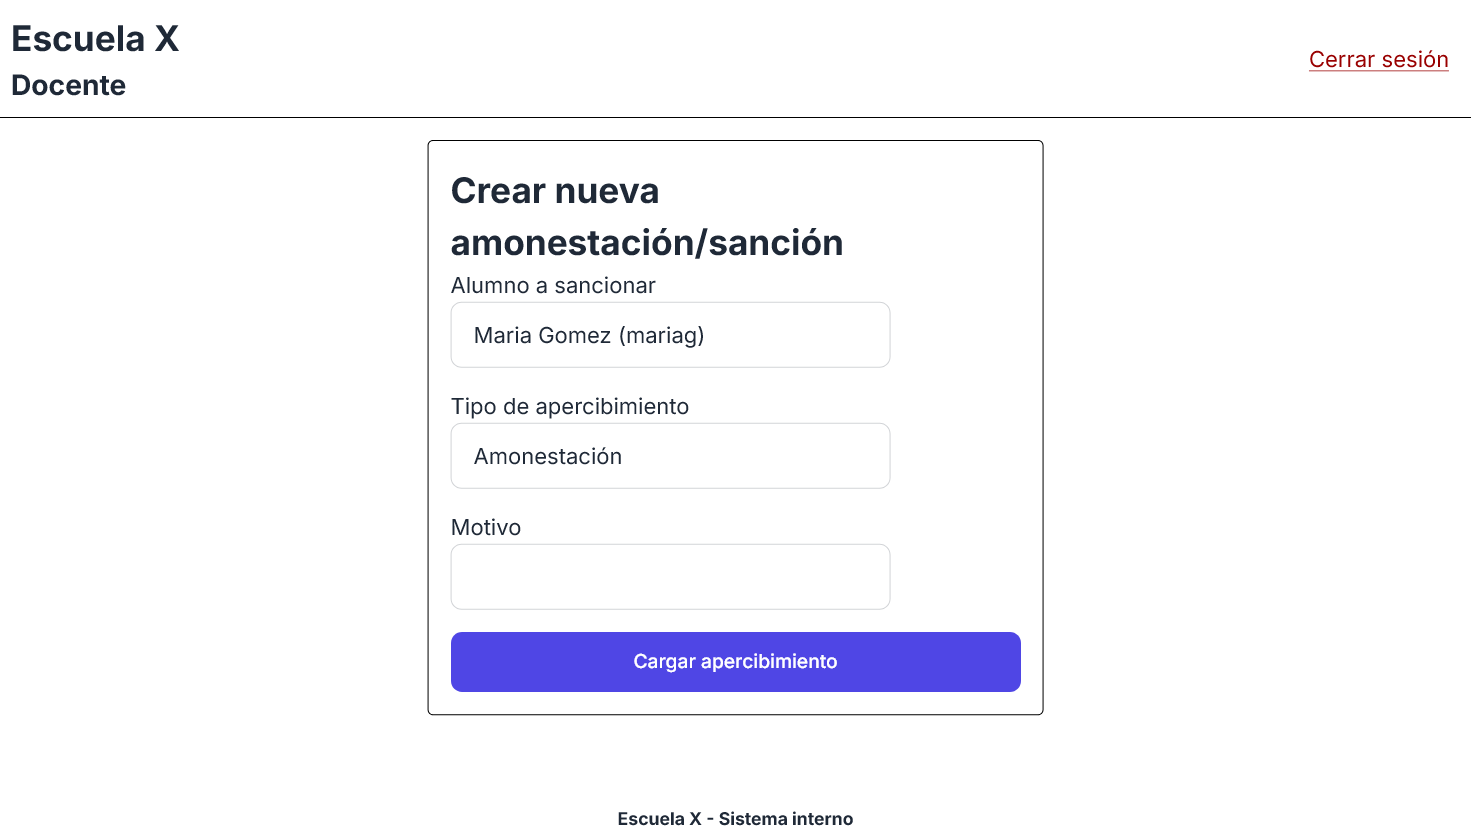 Escuela X
Docente
Cerrar sesión
Crear nueva
amonestación/sanción
Alumno a sancionar
Maria Gomez (mariag)
Tipo de apercibimiento
Amonestación
Motivo
Cargar apercibimiento
Escuela X - Sistema interno